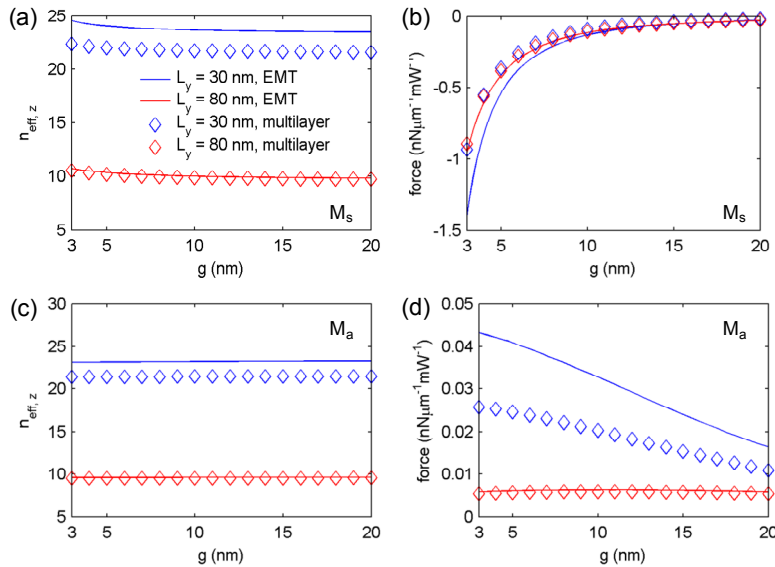 (a)
25
20
15
10
5
n_eff, z
L_y = 30 nm, EMT
L_y = 80 nm, EMT
L_y = 30 nm, multilayer
L_y = 80 nm, multilayer
M_s
3 5 10 15 20
g (nm)
(b)
0
-0.5
-1
-1.5
force (nNμm⁻¹mW⁻¹)
M_s
3 5 10 15 20
g (nm)
(c)
30
25
20
15
10
5
n_eff, z
M_a
3 5 10 15 20
g (nm)
(d)
0.05
0.04
0.03
0.02
0.01
0
force (nNμm⁻¹mW⁻¹)
M_a
3 5 10 15 20
g (nm)